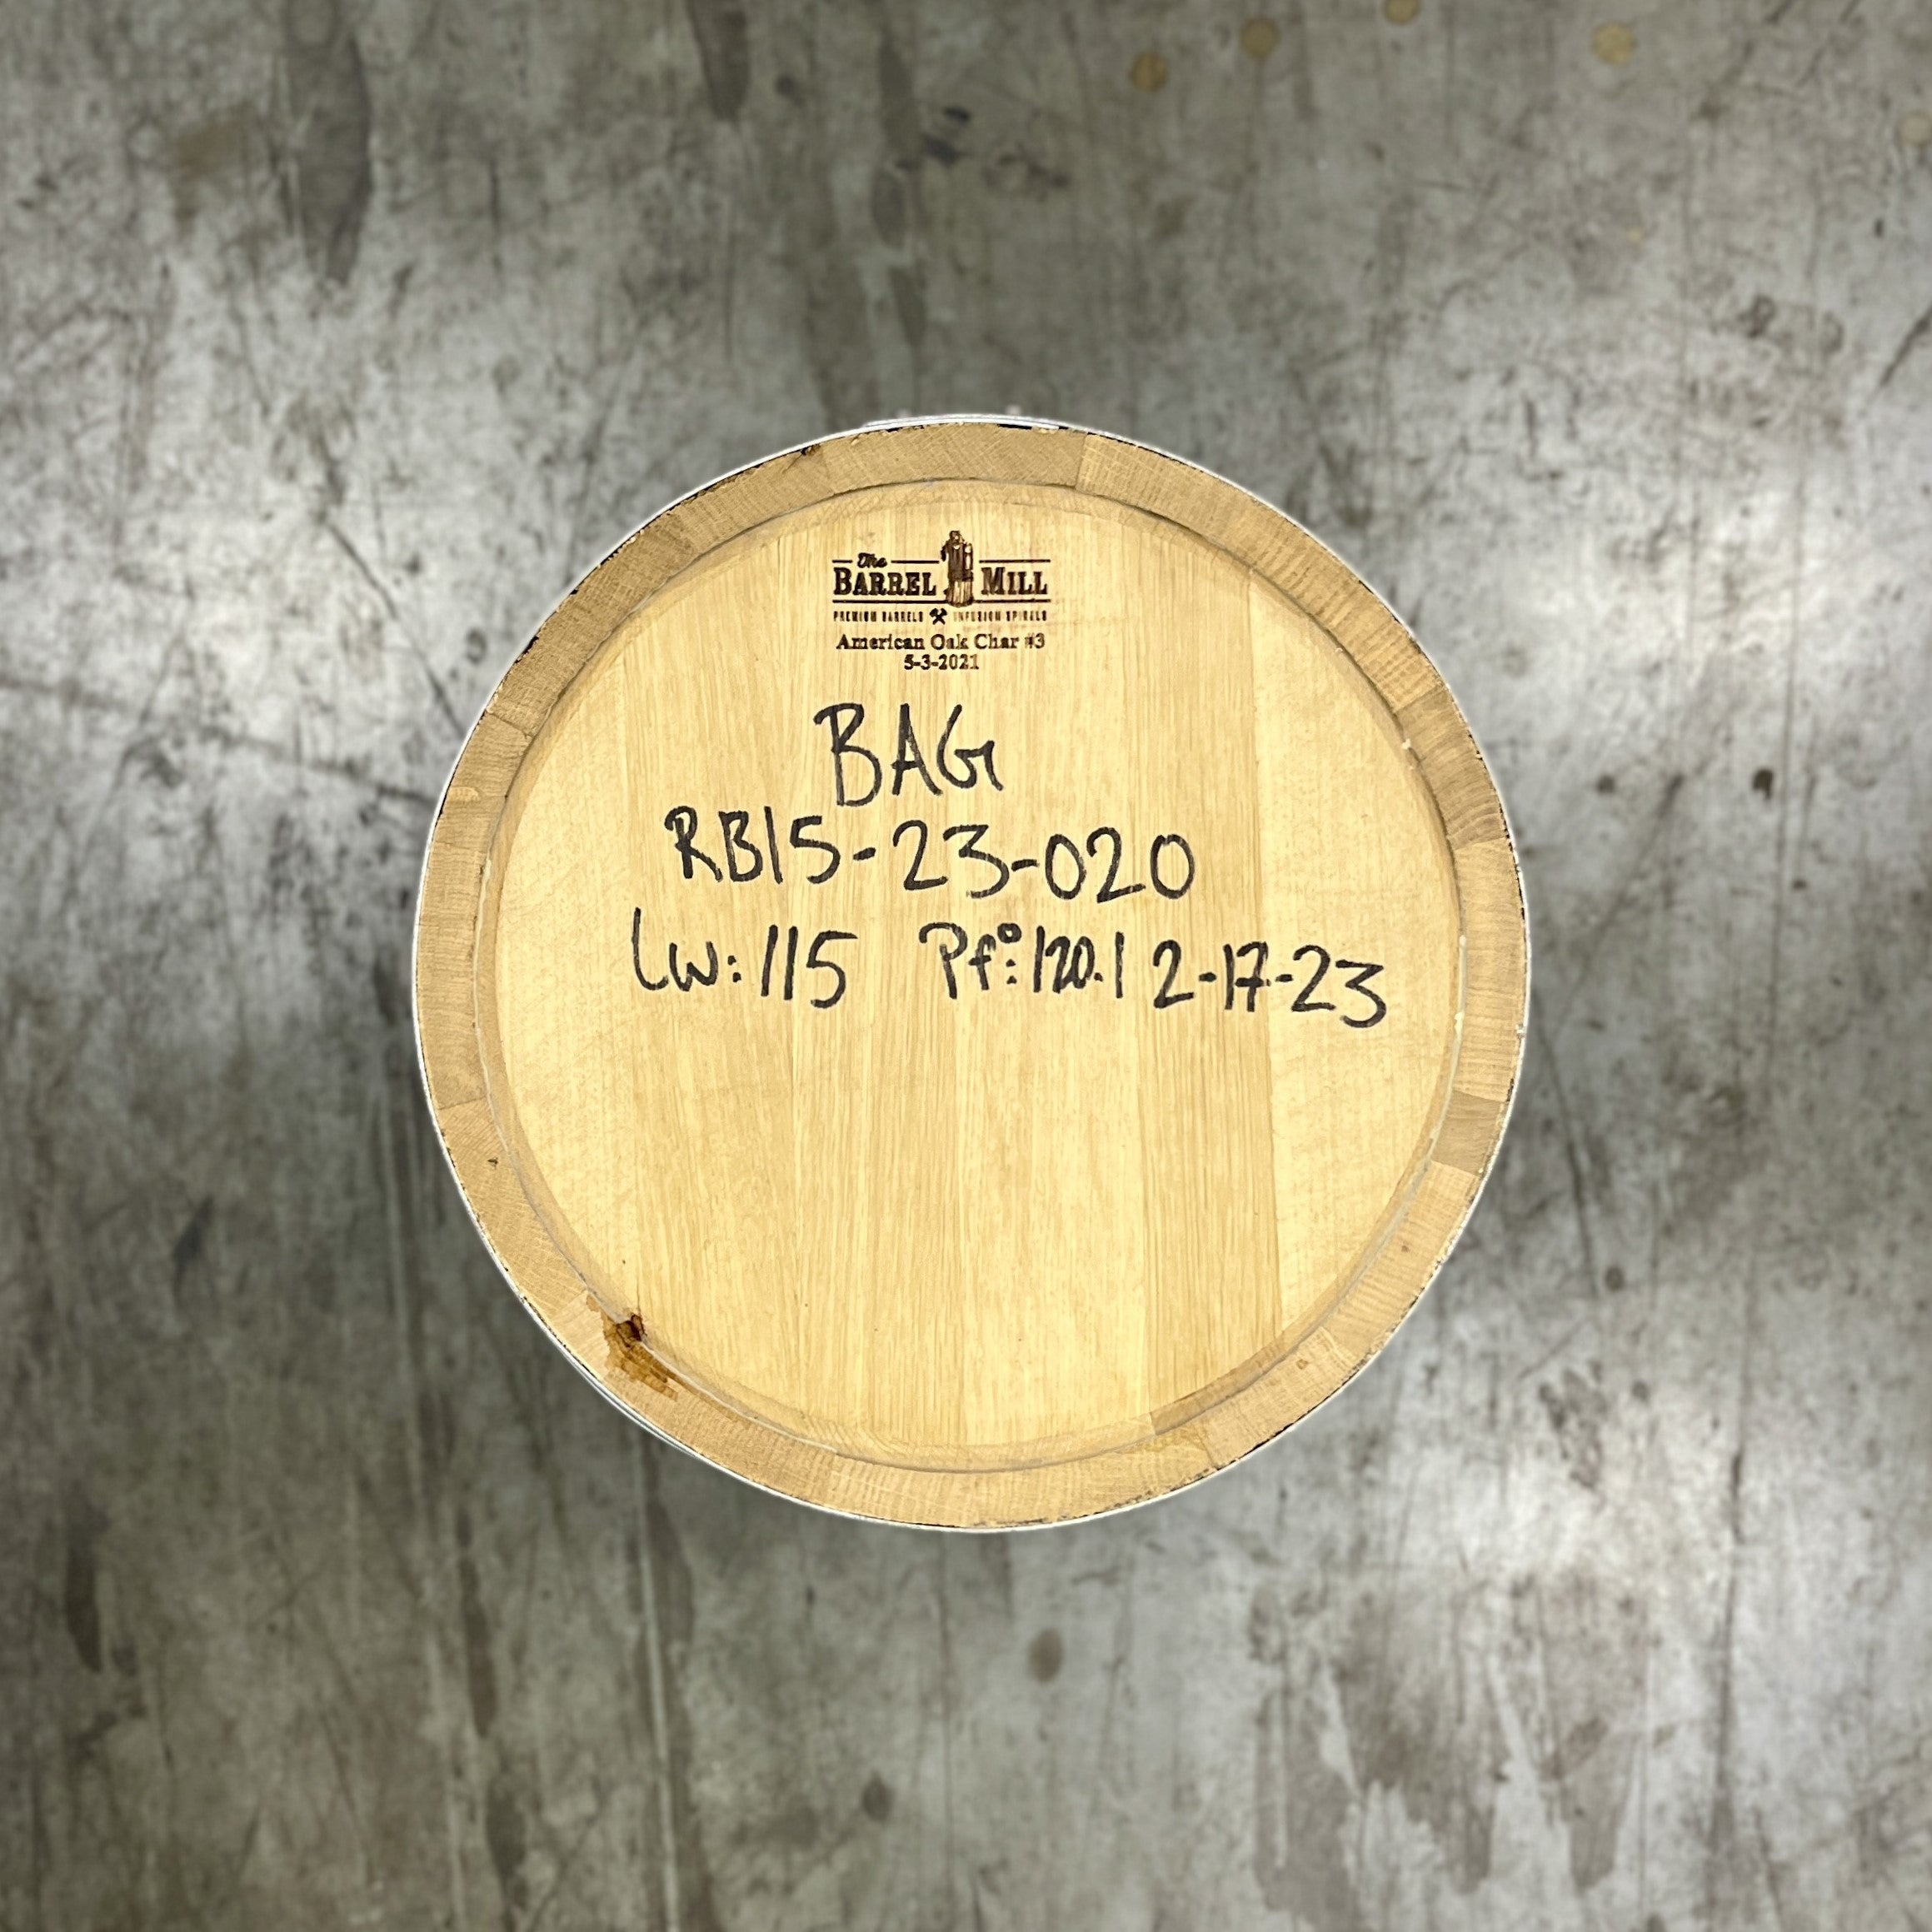 The
BARREL MILL
PREMIUM BARRELS INFUSION SPIRALS
American Oak Char #3
5-3-2021
BAG
RB15-23-020
LW: 115 Pf°: 120.1 2-17-23